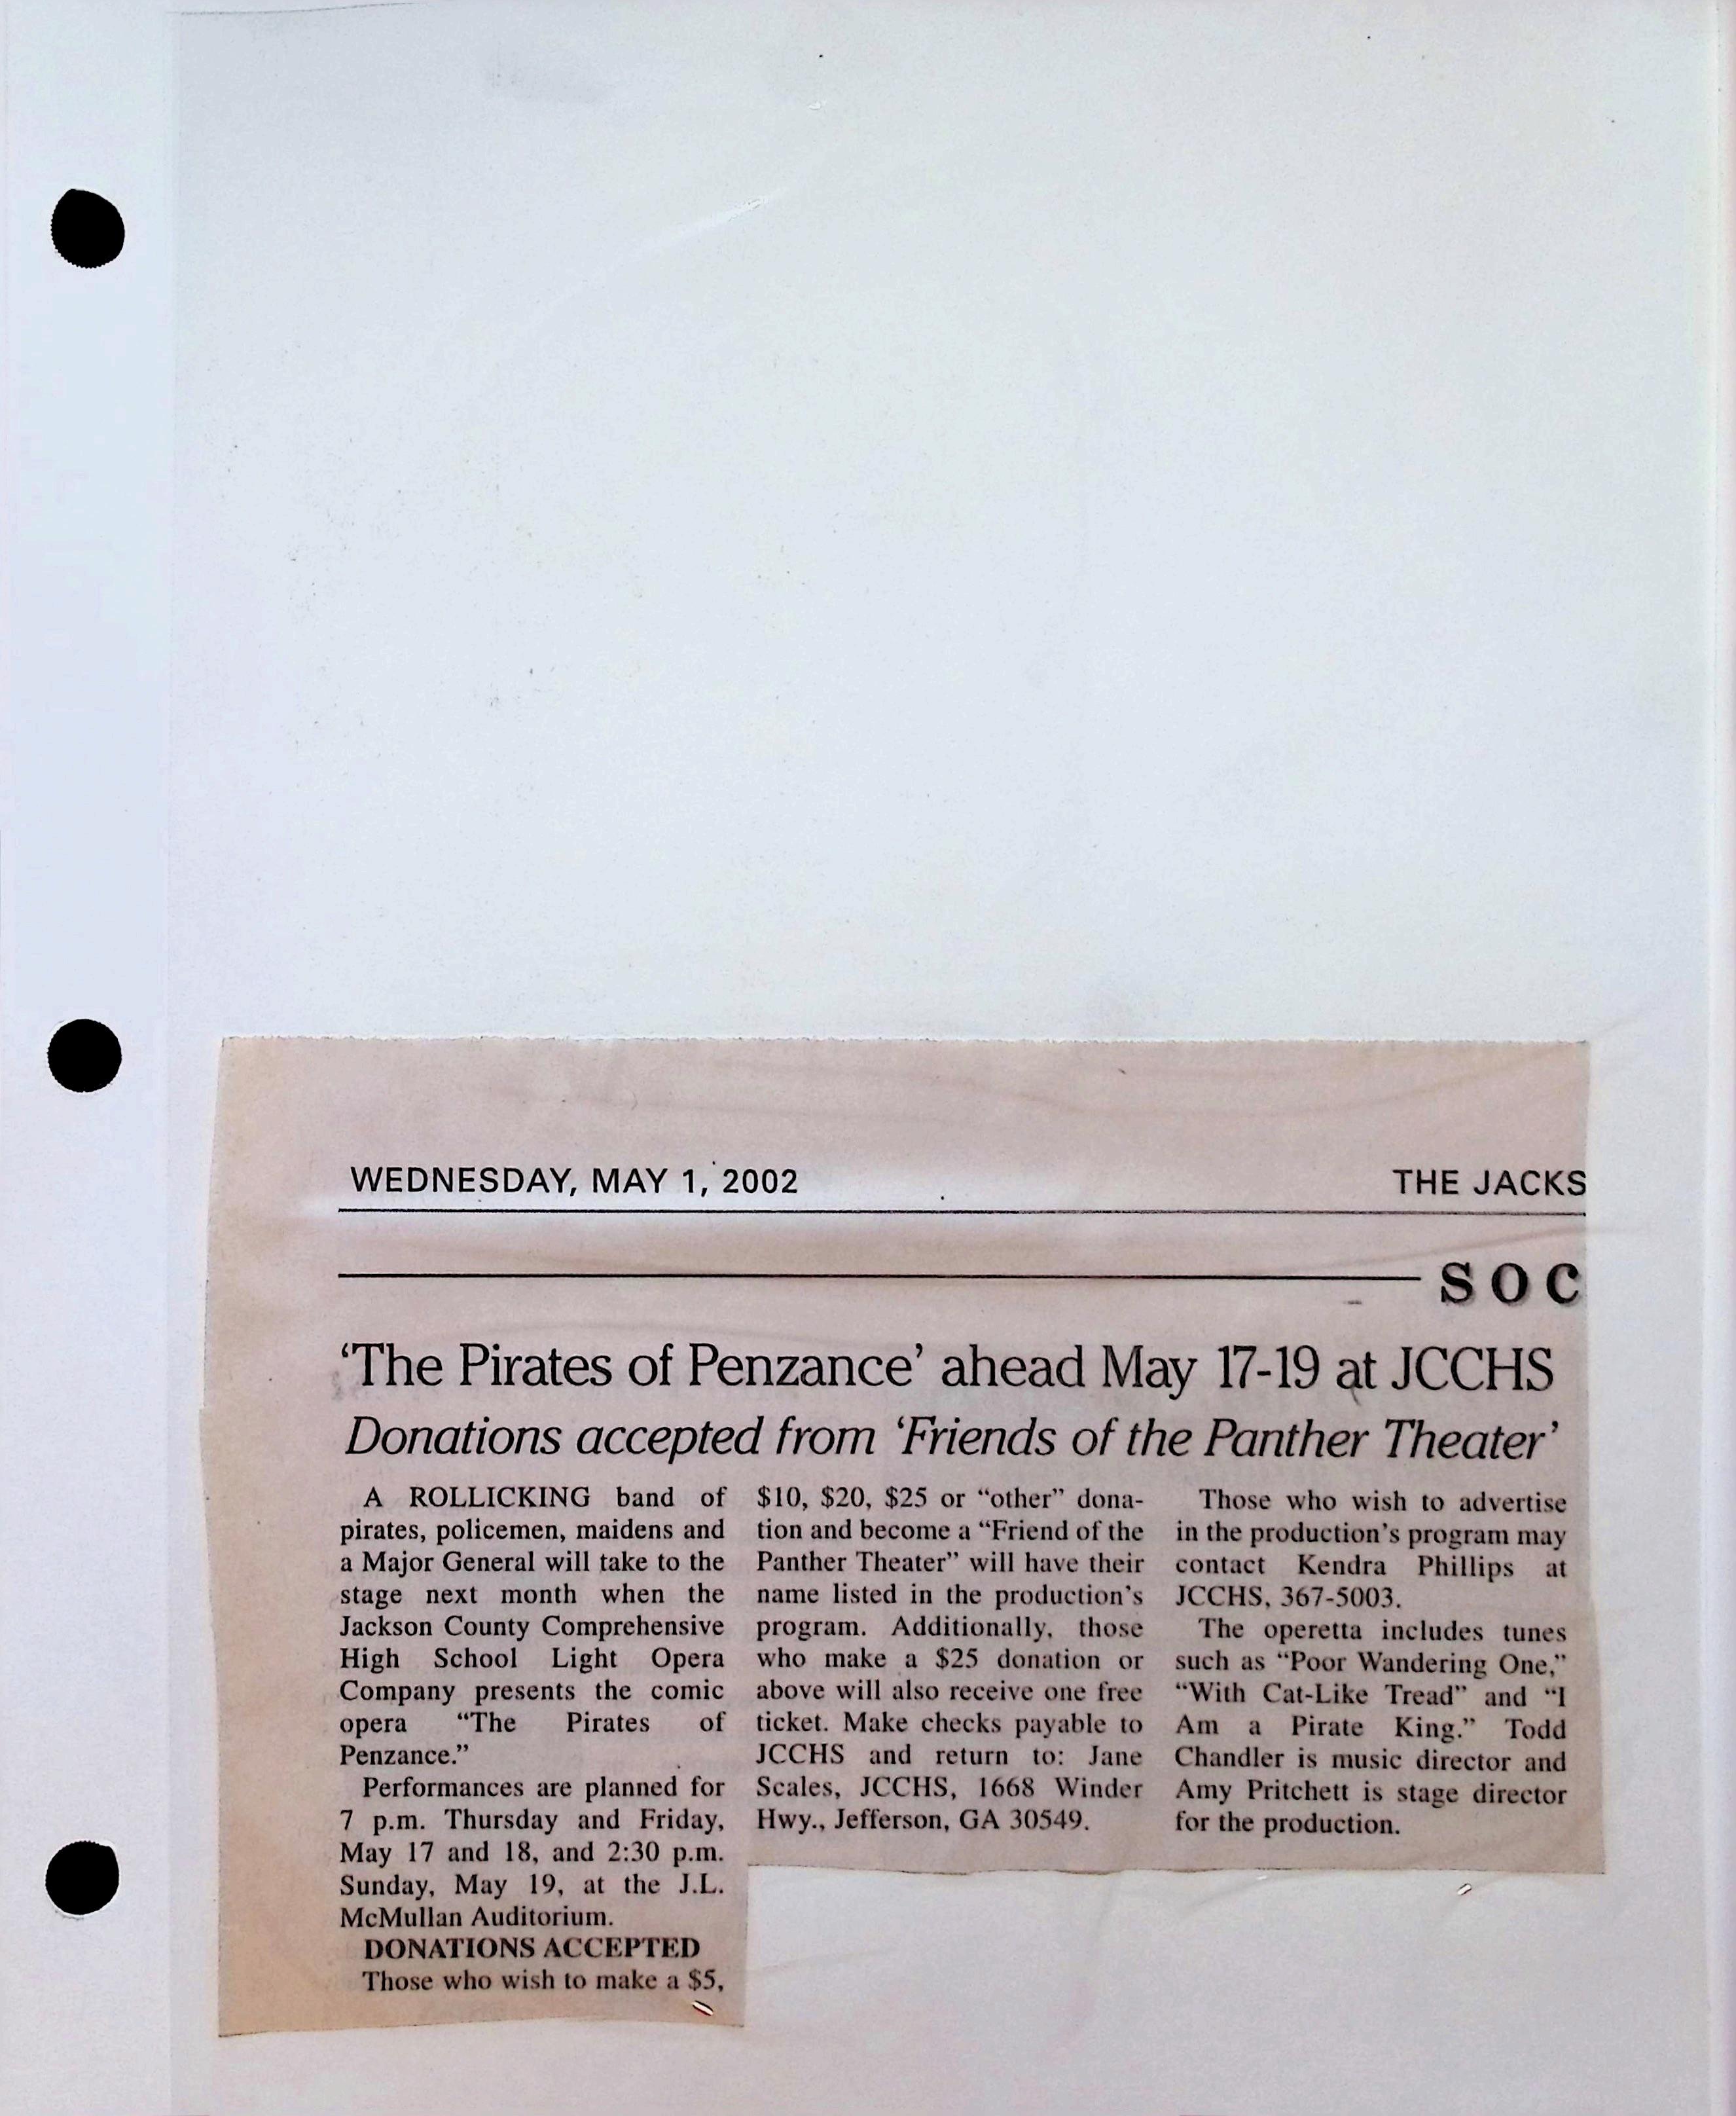 WEDNESDAY, MAY 1, 2002
THE JACKS
SOC
‘The Pirates of Penzance’ ahead May 17-19 at JCCHS
Donations accepted from ‘Friends of the Panther Theater’
A ROLLICKING band of
pirates, policemen, maidens and
a Major General will take to the
stage next month when the
Jackson County Comprehensive
High School Light Opera
Company presents the comic
opera “The Pirates of
Penzance.”
Performances are planned for
7 p.m. Thursday and Friday,
May 17 and 18, and 2:30 p.m.
Sunday, May 19, at the J.L.
McMullan Auditorium.
DONATIONS ACCEPTED
Those who wish to make a $5,
$10, $20, $25 or “other” dona-
tion and become a “Friend of the
Panther Theater” will have their
name listed in the production’s
program. Additionally, those
who make a $25 donation or
above will also receive one free
ticket. Make checks payable to
JCCHS and return to: Jane
Scales, JCCHS, 1668 Winder
Hwy., Jefferson, GA 30549.
Those who wish to advertise
in the production’s program may
contact Kendra Phillips at
JCCHS, 367-5003.
The operetta includes tunes
such as “Poor Wandering One,”
“With Cat-Like Tread” and “I
Am a Pirate King.” Todd
Chandler is music director and
Amy Pritchett is stage director
for the production.